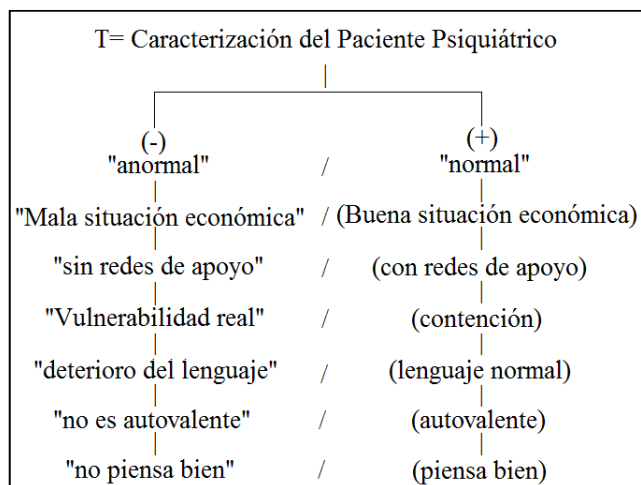 T= Caracterización del Paciente Psiquiátrico
(-) (+)
"anormal" / "normal"
"Mala situación económica" / (Buena situación económica)
"sin redes de apoyo" / (con redes de apoyo)
"Vulnerabilidad real" / (contención)
"deterioro del lenguaje" / (lenguaje normal)
"no es autovalente" / (autovalente)
"no piensa bien" / (piensa bien)